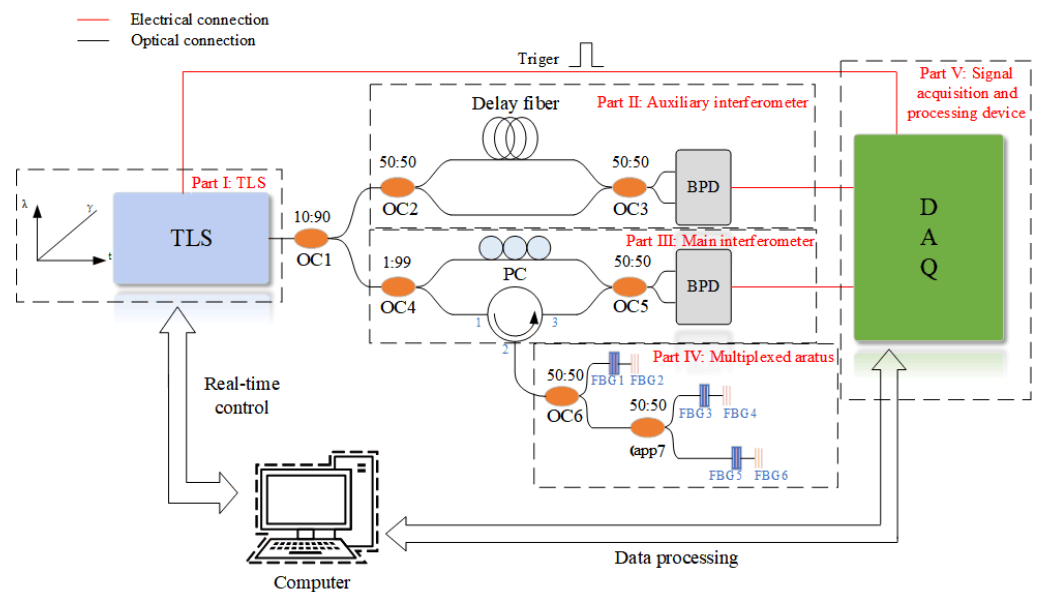 Electrical connection
Optical connection
Triger
Part V: Signal
acquisition and
processing device
Delay fiber
Part II: Auxiliary interferometer
50:50
50:50
BPD
OC2
OC3
Part I: TLS
λ
γ
t
TLS
10:90
OC1
D
A
Q
Part III: Main interferometer
1:99
PC
50:50
BPD
OC4
OC5
1
3
2
Part IV: Multiplexed aratus
50:50
FBG1
FBG2
OC6
50:50
FBG3
FBG4
(app7
FBG5
FBG6
Real-time
control
Data processing
Computer